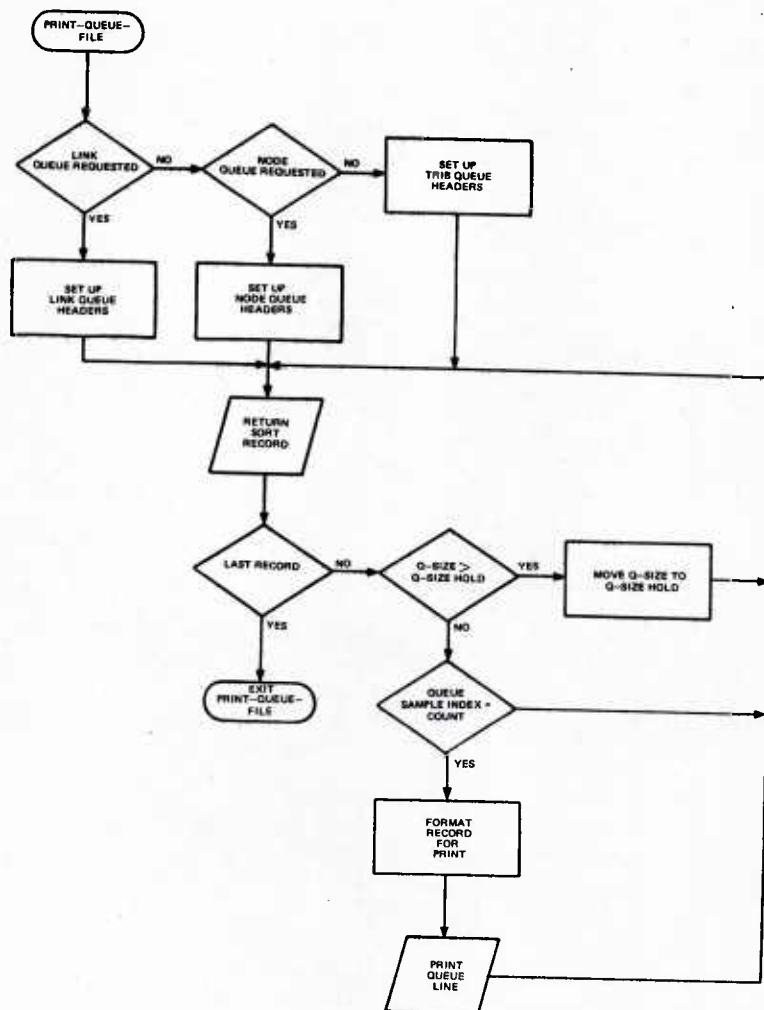 PRINT-QUEUE-
FILE
LINK
QUEUE REQUESTED
NO
NODE
QUEUE REQUESTED
NO
SET UP
TRIB QUEUE
HEADERS
YES
YES
SET UP
LINK QUEUE
HEADERS
SET UP
NODE QUEUE
HEADERS
RETURN
SORT
RECORD
LAST RECORD
NO
Q-SIZE >
Q-SIZE HOLD
YES
MOVE Q-SIZE TO
Q-SIZE HOLD
YES
NO
EXIT
PRINT-QUEUE-
FILE
QUEUE
SAMPLE INDEX =
COUNT
YES
FORMAT
RECORD
FOR
PRINT
PRINT
QUEUE
LINE